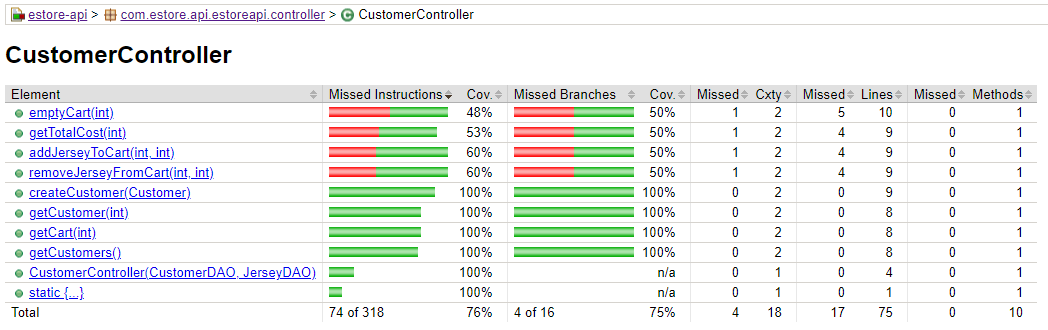 estore-api > com.estore.api.estoreapi.controller > CustomerController
CustomerController
Element Missed Instructions Cov. Missed Branches Cov. Missed Cxty Missed Lines Missed Methods
emptyCart(int) 48% 50% 1 2 5 10 0 1
getTotalCost(int) 53% 50% 1 2 4 9 0 1
addJerseyToCart(int, int) 60% 50% 1 2 4 9 0 1
removeJerseyFromCart(int, int) 60% 50% 1 2 4 9 0 1
createCustomer(Customer) 100% 100% 0 2 0 9 0 1
getCustomer(int) 100% 100% 0 2 0 8 0 1
getCart(int) 100% 100% 0 2 0 8 0 1
getCustomers() 100% 100% 0 2 0 8 0 1
CustomerController(CustomerDAO, JerseyDAO) 100% n/a 0 1 0 4 0 1
static {...} 100% n/a 0 1 0 1 0 1
Total 74 of 318 76% 4 of 16 75% 4 18 17 75 0 10